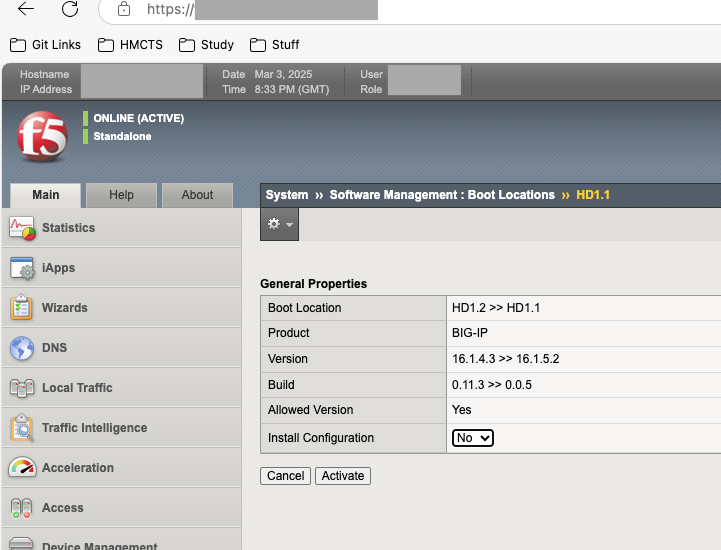 https://
Git Links HMCTS Study Stuff
Hostname Date Mar 3, 2025 User
IP Address Time 8:33 PM (GMT) Role
f5
ONLINE (ACTIVE)
Standalone
Main Help About
System ›› Software Management : Boot Locations ›› HD1.1
Statistics
iApps
Wizards
DNS
Local Traffic
Traffic Intelligence
Acceleration
Access
Device Management
General Properties
Boot Location HD1.2 >> HD1.1
Product BIG-IP
Version 16.1.4.3 >> 16.1.5.2
Build 0.11.3 >> 0.0.5
Allowed Version Yes
Install Configuration No
Cancel Activate